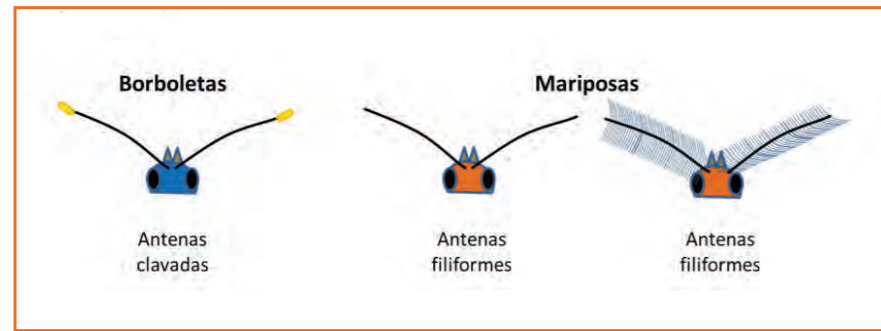 Borboletas
Mariposas
Antenas
clavadas
Antenas
filiformes
Antenas
filiformes